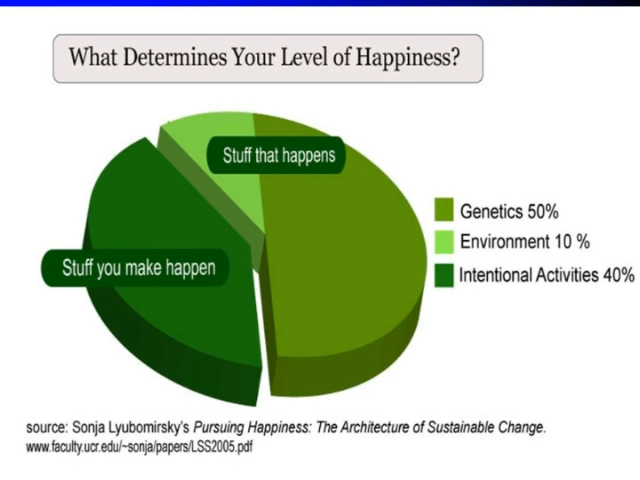 What Determines Your Level of Happiness?
Stuff that happens
Stuff you make happen
Genetics 50%
Environment 10 %
Intentional Activities 40%
source: Sonja Lyubomirsky's Pursuing Happiness: The Architecture of Sustainable Change.
www.faculty.ucr.edu/~sonja/papers/LSS2005.pdf